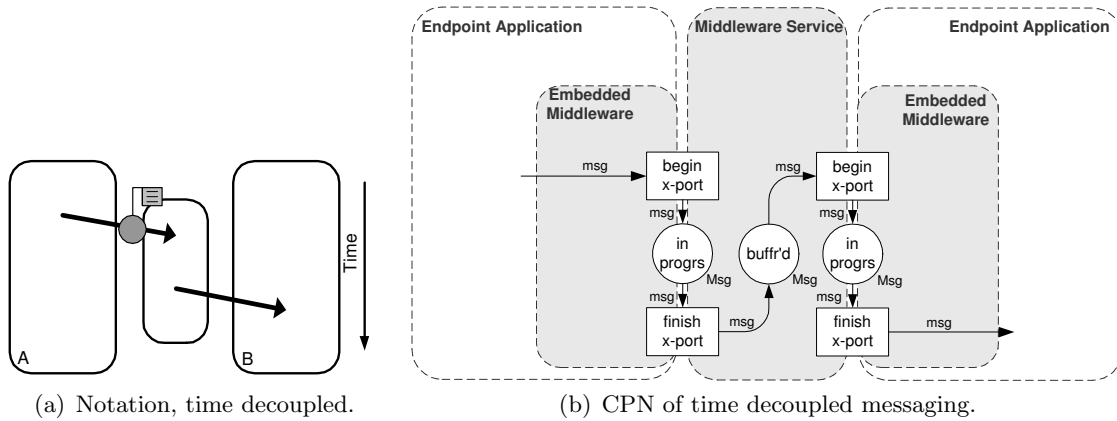 Endpoint Application
Middleware Service
Endpoint Application
Embedded
Middleware
Embedded
Middleware
msg
begin
x-port
msg
begin
x-port
msg
msg
in
progrs
buffr'd
in
progrs
Msg
Msg
Msg
msg
msg
finish
x-port
msg
finish
x-port
msg
Time
A
B
(a) Notation, time decoupled.
(b) CPN of time decoupled messaging.